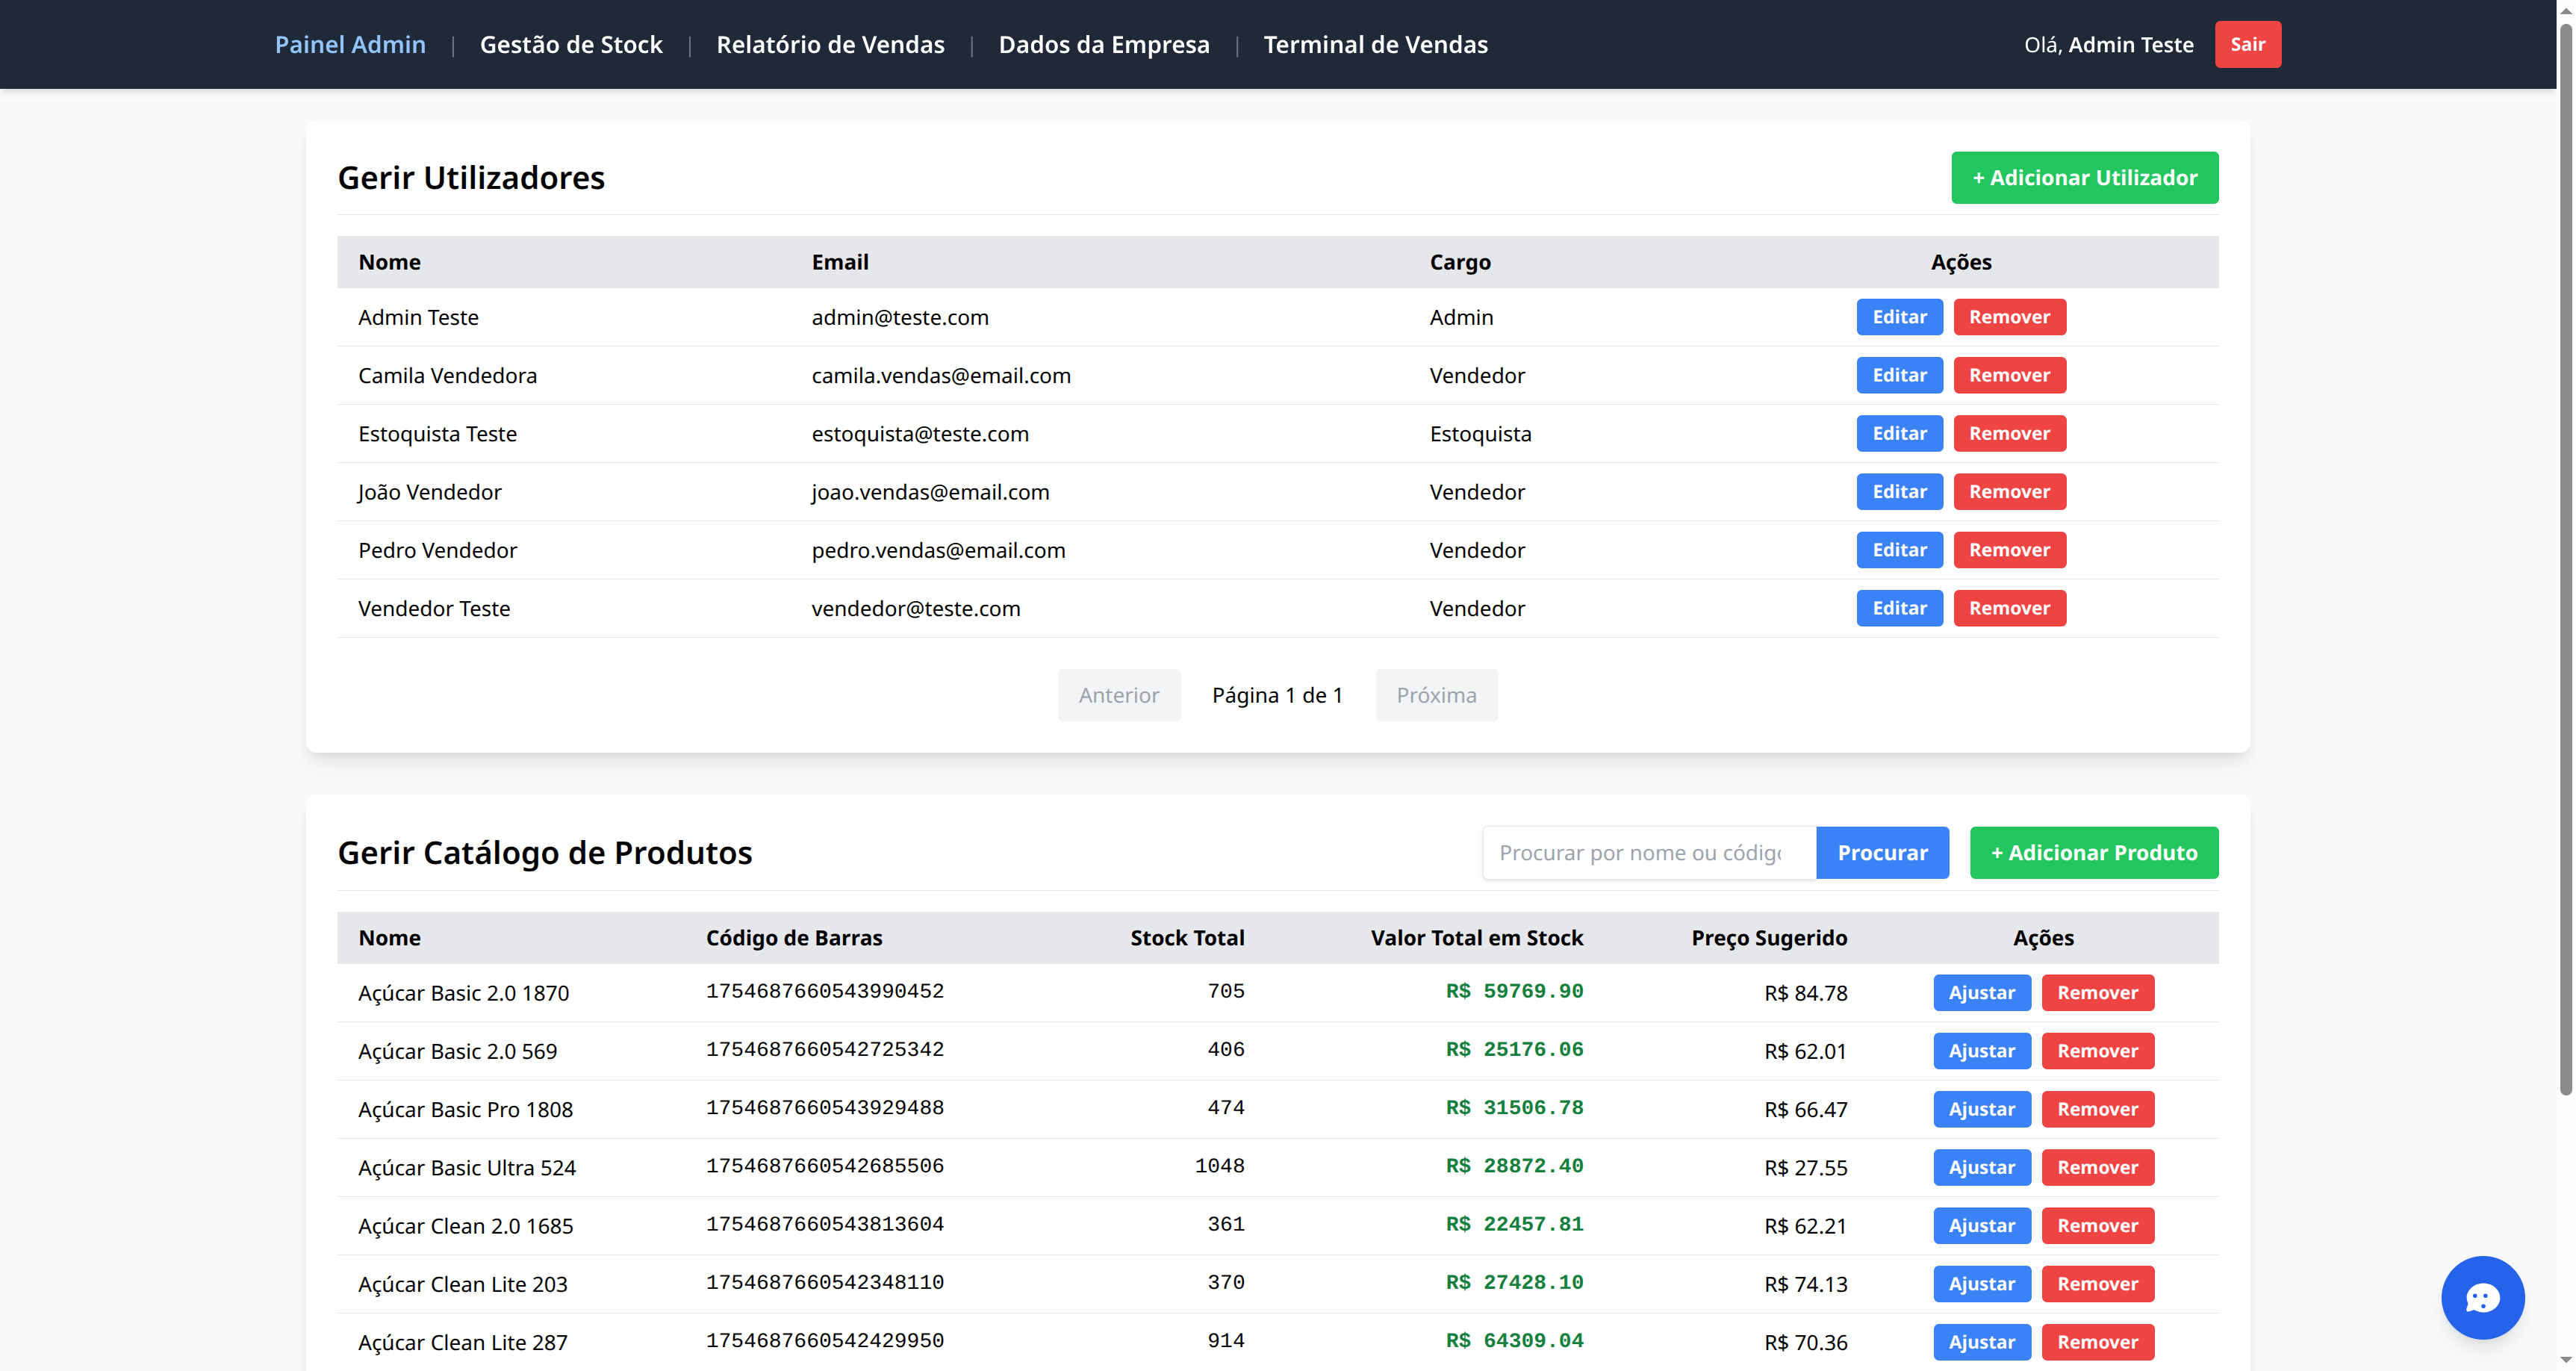 Painel Admin | Gestão de Stock | Relatório de Vendas | Dados da Empresa | Terminal de Vendas Olá, Admin Teste Sair
Gerir Utilizadores + Adicionar Utilizador
Nome Email Cargo Ações
Admin Teste admin@teste.com Admin Editar Remover
Camila Vendedora camila.vendas@email.com Vendedor Editar Remover
Estoquista Teste estoquista@teste.com Estoquista Editar Remover
João Vendedor joao.vendas@email.com Vendedor Editar Remover
Pedro Vendedor pedro.vendas@email.com Vendedor Editar Remover
Vendedor Teste vendedor@teste.com Vendedor Editar Remover
Anterior Página 1 de 1 Próxima
Gerir Catálogo de Produtos Procurar por nome ou código Procurar + Adicionar Produto
Nome Código de Barras Stock Total Valor Total em Stock Preço Sugerido Ações
Açúcar Basic 2.0 1870 1754687660543990452 705 R$ 59769.90 R$ 84.78 Ajustar Remover
Açúcar Basic 2.0 569 1754687660542725342 406 R$ 25176.06 R$ 62.01 Ajustar Remover
Açúcar Basic Pro 1808 1754687660543929488 474 R$ 31506.78 R$ 66.47 Ajustar Remover
Açúcar Basic Ultra 524 1754687660542685506 1048 R$ 28872.40 R$ 27.55 Ajustar Remover
Açúcar Clean 2.0 1685 1754687660543813604 361 R$ 22457.81 R$ 62.21 Ajustar Remover
Açúcar Clean Lite 203 1754687660542348110 370 R$ 27428.10 R$ 74.13 Ajustar Remover
Açúcar Clean Lite 287 1754687660542429950 914 R$ 64309.04 R$ 70.36 Ajustar Remover